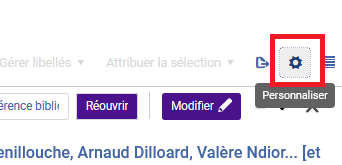 Gérer libellés
Attribuer la sélection
Personnaliser
Réouvrir
Modifier
enillouche, Arnaud Dilloard, Valère Ndior... [et